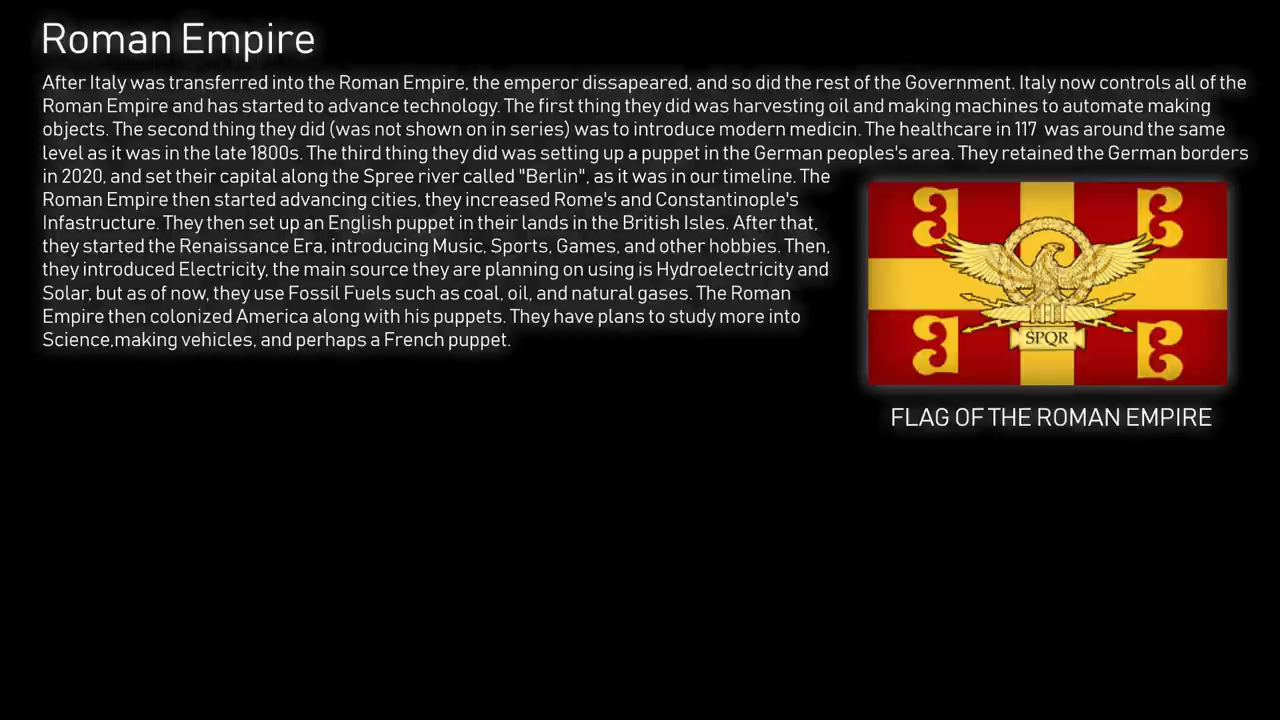 Roman Empire
After Italy was transferred into the Roman Empire, the emperor dissapeared, and so did the rest of the Government. Italy now controls all of the
Roman Empire and has started to advance technology. The first thing they did was harvesting oil and making machines to automate making
objects. The second thing they did (was not shown on in series) was to introduce modern medicin. The healthcare in 117 was around the same
level as it was in the late 1800s. The third thing they did was setting up a puppet in the German peoples's area. They retained the German borders
in 2020, and set their capital along the Spree river called "Berlin", as it was in our timeline. The
Roman Empire then started advancing cities, they increased Rome's and Constantinople's
Infastructure. They then set up an English puppet in their lands in the British Isles. After that,
they started the Renaissance Era, introducing Music, Sports, Games, and other hobbies. Then,
they introduced Electricity, the main source they are planning on using is Hydroelectricity and
Solar, but as of now, they use Fossil Fuels such as coal, oil, and natural gases. The Roman
Empire then colonized America along with his puppets. They have plans to study more into
Science,making vehicles, and perhaps a French puppet.
SPQR
FLAG OF THE ROMAN EMPIRE